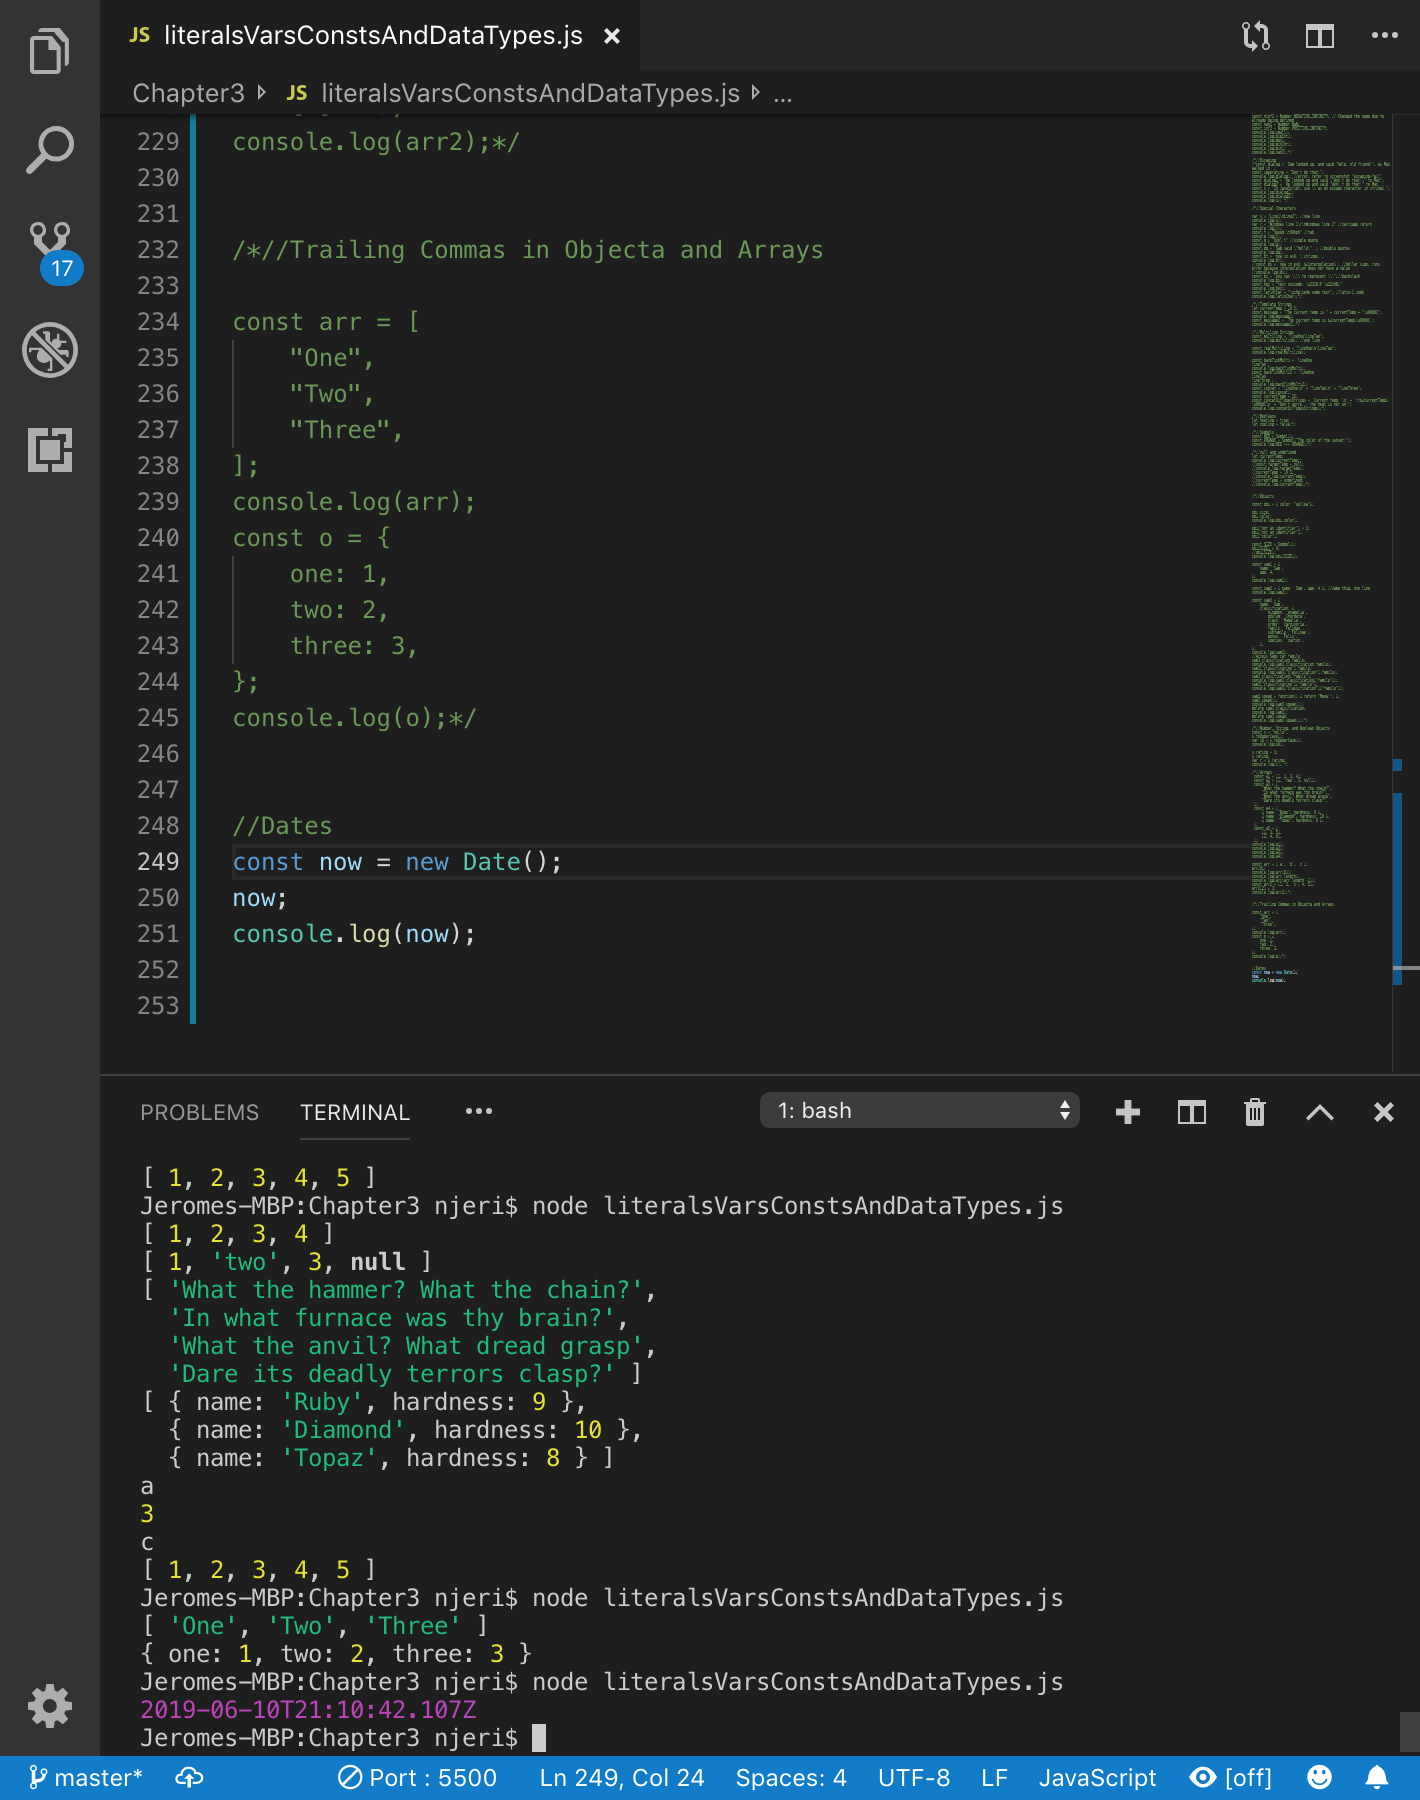 JS literalsVarsConstsAndDataTypes.js
Chapter3 JS literalsVarsConstsAndDataTypes.js ...
229 console.log(arr2);*/
230
231
232 /*//Trailing Commas in Objecta and Arrays
233
234 const arr = [
235 "One",
236 "Two",
237 "Three",
238 ];
239 console.log(arr);
240 const o = {
241 one: 1,
242 two: 2,
243 three: 3,
244 };
245 console.log(o);*/
246
247
248 //Dates
249 const now = new Date();
250 now;
251 console.log(now);
252
253
17
PROBLEMS TERMINAL ••• 1: bash
[ 1, 2, 3, 4, 5 ]
Jeromes-MBP:Chapter3 njeri$ node literalsVarsConstsAndDataTypes.js
[ 1, 2, 3, 4 ]
[ 1, 'two', 3, null ]
[ 'What the hammer? What the chain?',
'In what furnace was thy brain?',
'What the anvil? What dread grasp',
'Dare its deadly terrors clasp?' ]
[ { name: 'Ruby', hardness: 9 },
{ name: 'Diamond', hardness: 10 },
{ name: 'Topaz', hardness: 8 } ]
a
3
c
[ 1, 2, 3, 4, 5 ]
Jeromes-MBP:Chapter3 njeri$ node literalsVarsConstsAndDataTypes.js
[ 'One', 'Two', 'Three' ]
{ one: 1, two: 2, three: 3 }
Jeromes-MBP:Chapter3 njeri$ node literalsVarsConstsAndDataTypes.js
2019-06-10T21:10:42.107Z
Jeromes-MBP:Chapter3 njeri$
master* Port : 5500 Ln 249, Col 24 Spaces: 4 UTF-8 LF JavaScript [off]